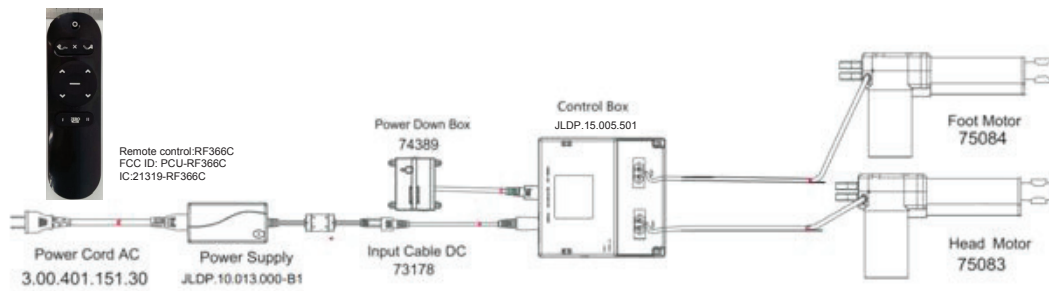 Remote control:RF366C
FCC ID: PCU-RF366C
IC:21319-RF366C
Power Cord AC
3.00.401.151.30
Power Supply
JLDP.10.013.000-B1
Power Down Box
74389
Input Cable DC
73178
Control Box
JLDP.15.005.501
Foot Motor
75084
Head Motor
75083